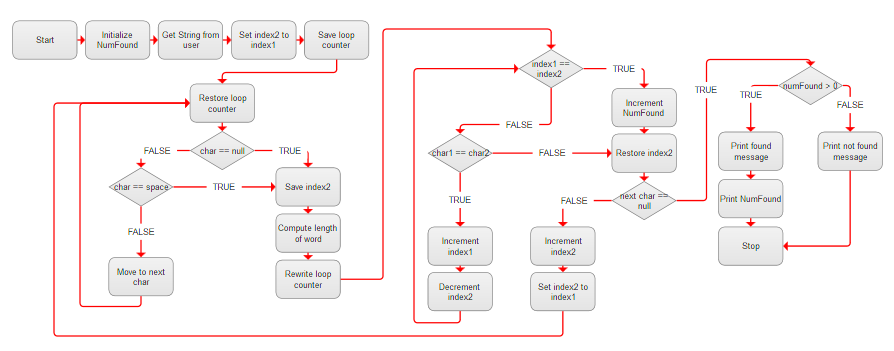 Start
Initialize
NumFound
Get String from
user
Set index2 to
index1
Save loop
counter
Restore loop
counter
char == null
FALSE
TRUE
char == space
TRUE
FALSE
Move to next
char
Save index2
Compute length
of word
Rewrite loop
counter
index1 ==
index2
TRUE
FALSE
Increment
NumFound
char1 == char2
FALSE
TRUE
Restore index2
next char ==
null
FALSE
TRUE
Increment
index1
Decrement
index2
Increment
index2
Set index2 to
index1
numFound > 0
TRUE
FALSE
Print found
message
Print not found
message
Print NumFound
Stop